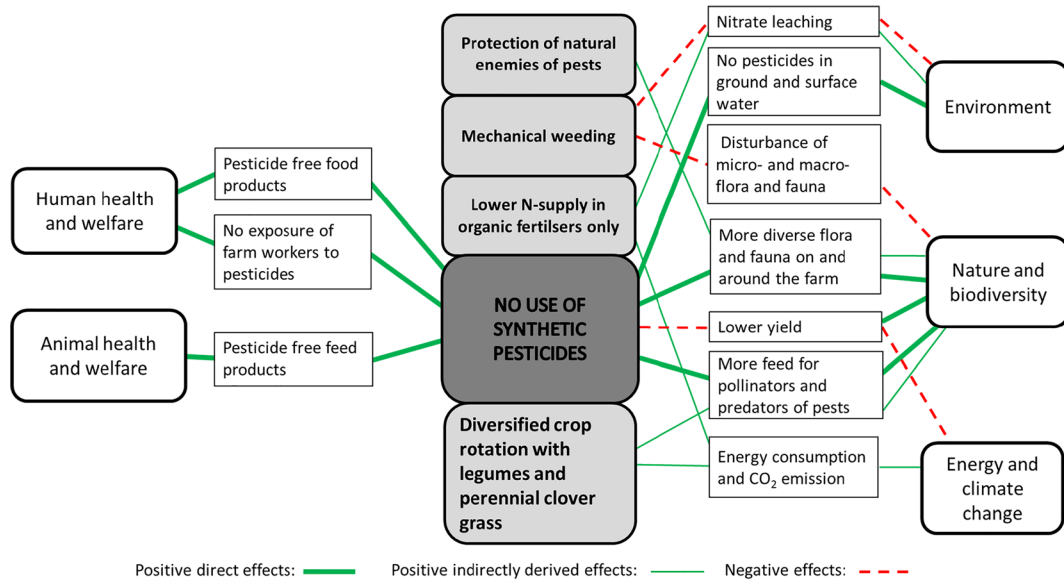 Human health
and welfare
Animal health
and welfare
Pesticide free food
products
No exposure of
farm workers to
pesticides
Pesticide free feed
products
Protection of natural
enemies of pests
Mechanical weeding
Lower N-supply in
organic fertilsers only
NO USE OF
SYNTHETIC
PESTICIDES
Diversified crop
rotation with
legumes and
perennial clover
grass
Nitrate leaching
No pesticides in
ground and surface
water
Disturbance of
micro- and macro-
flora and fauna
More diverse flora
and fauna on and
around the farm
Lower yield
More feed for
pollinators and
predators of pests
Energy consumption
and CO₂ emission
Environment
Nature and
biodiversity
Energy and
climate
change
Positive direct effects:
Positive indirectly derived effects:
Negative effects: